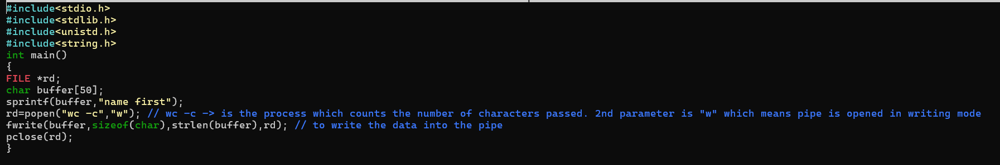 #include<stdio.h>
#include<stdlib.h>
#include<unistd.h>
#include<string.h>
int main()
{
FILE *rd;
char buffer[50];
sprintf(buffer,"name first");
rd=popen("wc -c","w"); // wc -c -> is the process which counts the number of characters passed. 2nd parameter is "w" which means pipe is opened in writing mode
fwrite(buffer,sizeof(char),strlen(buffer),rd); // to write the data into the pipe
pclose(rd);
}